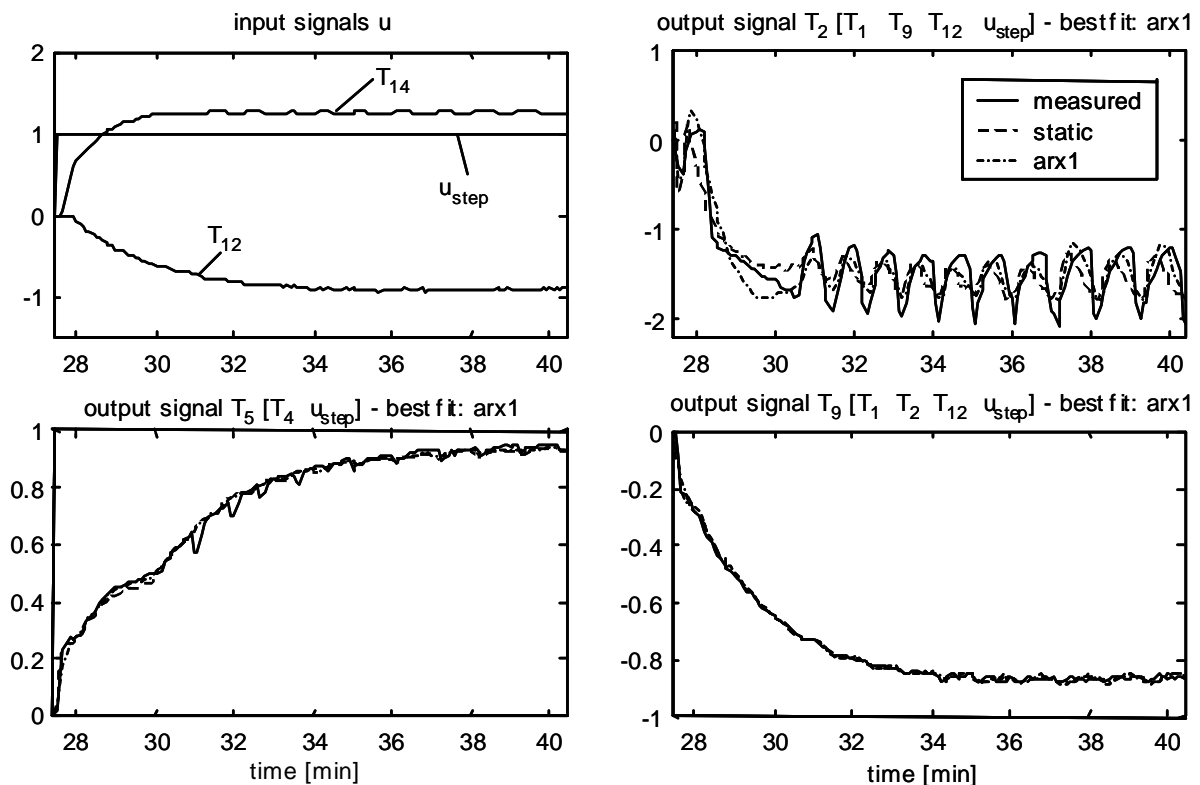 input signals u
2
1
0
-1
T14
ustep
T12
28 30 32 34 36 38 40
output signal T2 [T1 T9 T12 ustep] - best fit: arx1
1
0
-1
-2
measured
static
arx1
28 30 32 34 36 38 40
output signal T5 [T4 ustep] - best fit: arx1
1
0.8
0.6
0.4
0.2
0
28 30 32 34 36 38 40
time [min]
output signal T9 [T1 T2 T12 ustep] - best fit: arx1
0
-0.2
-0.4
-0.6
-0.8
-1
28 30 32 34 36 38 40
time [min]